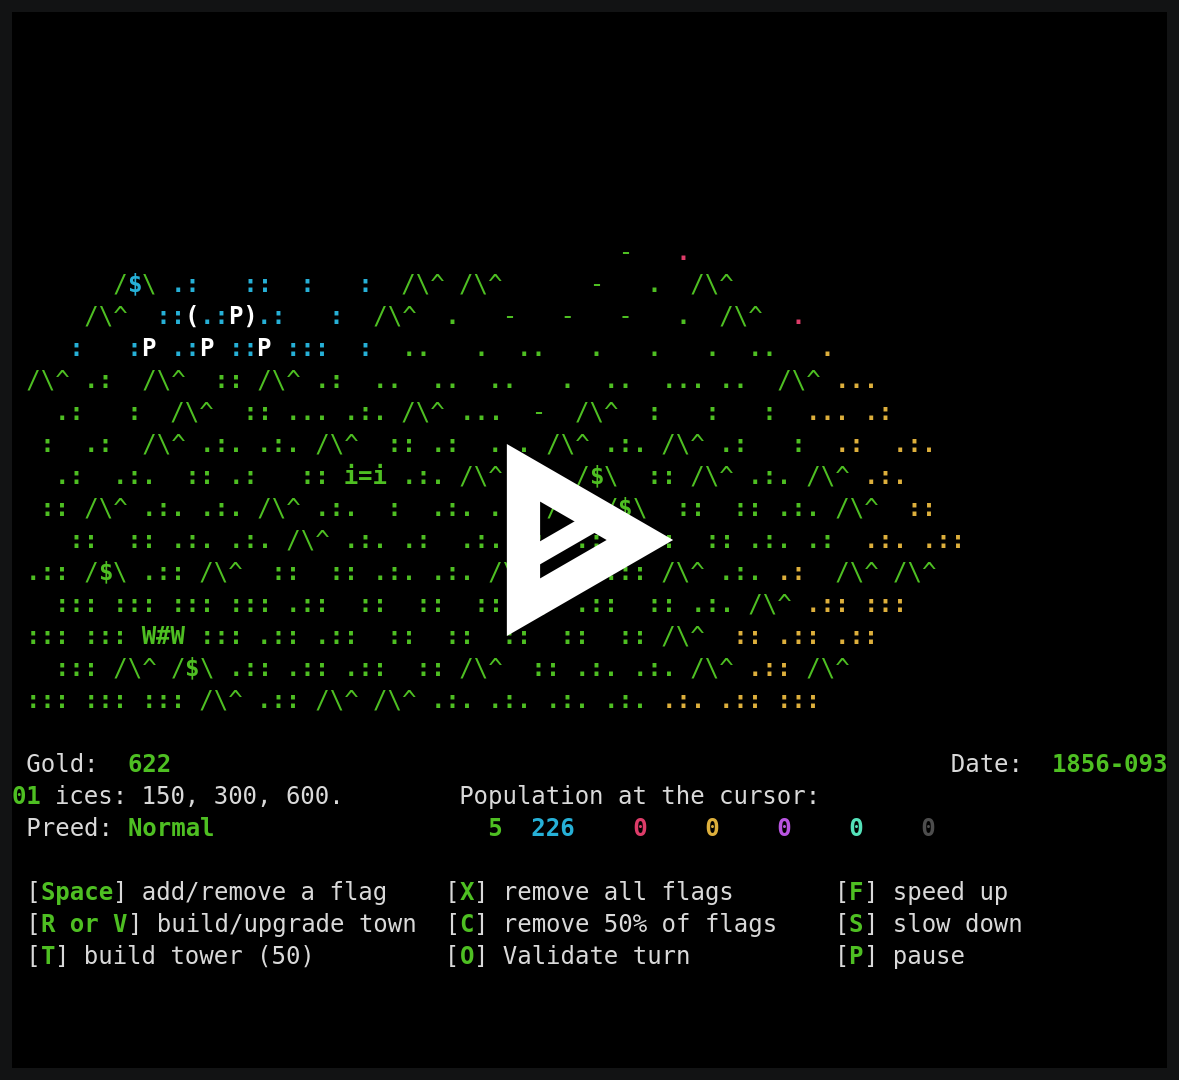 - .
/$\ .: :: : : /\^ /\^ - . /\^
/\^ ::(.:P).: : /\^ . - - - . /\^ .
: :P .:P ::P ::: : .. . .. . . . .. .
/\^ .: /\^ :: /\^ .: .. .. .. . .. ... .. /\^ ...
.: : /\^ :: ... .:. /\^ ... - /\^ : : : ... .:
: .: /\^ .:. .:. /\^ :: .: . . /\^ .:. /\^ .: : .: .:.
.: .:. :: .: :: i=i .:. /\^ /$\ :: /\^ .:. /\^ .:.
:: /\^ .:. .:. /\^ .:. : .:. . /$\ :: :: .:. /\^ ::
:: :: .:. .:. /\^ .:. .: .:. .: : :: .:. .: .:. .::
.:: /$\ .:: /\^ :: :: .:. .:. /\ :: /\^ .:. .: /\^ /\^
::: ::: ::: ::: .:: :: :: :: .:: :: .:. /\^ .:: :::
::: ::: W#W ::: .:: .:: :: :: .: :: :: /\^ :: .:: .::
::: /\^ /$\ .:: .:: .:: :: /\^ :: .:. .:. /\^ .:: /\^
::: ::: ::: /\^ .:: /\^ /\^ .:. .:. .:. .:. .:. .:: :::
Gold: 622 Date: 1856-093
01 ices: 150, 300, 600. Population at the cursor:
Preed: Normal 5 226 0 0 0 0 0
[Space] add/remove a flag [X] remove all flags [F] speed up
[R or V] build/upgrade town [C] remove 50% of flags [S] slow down
[T] build tower (50) [O] Validate turn [P] pause